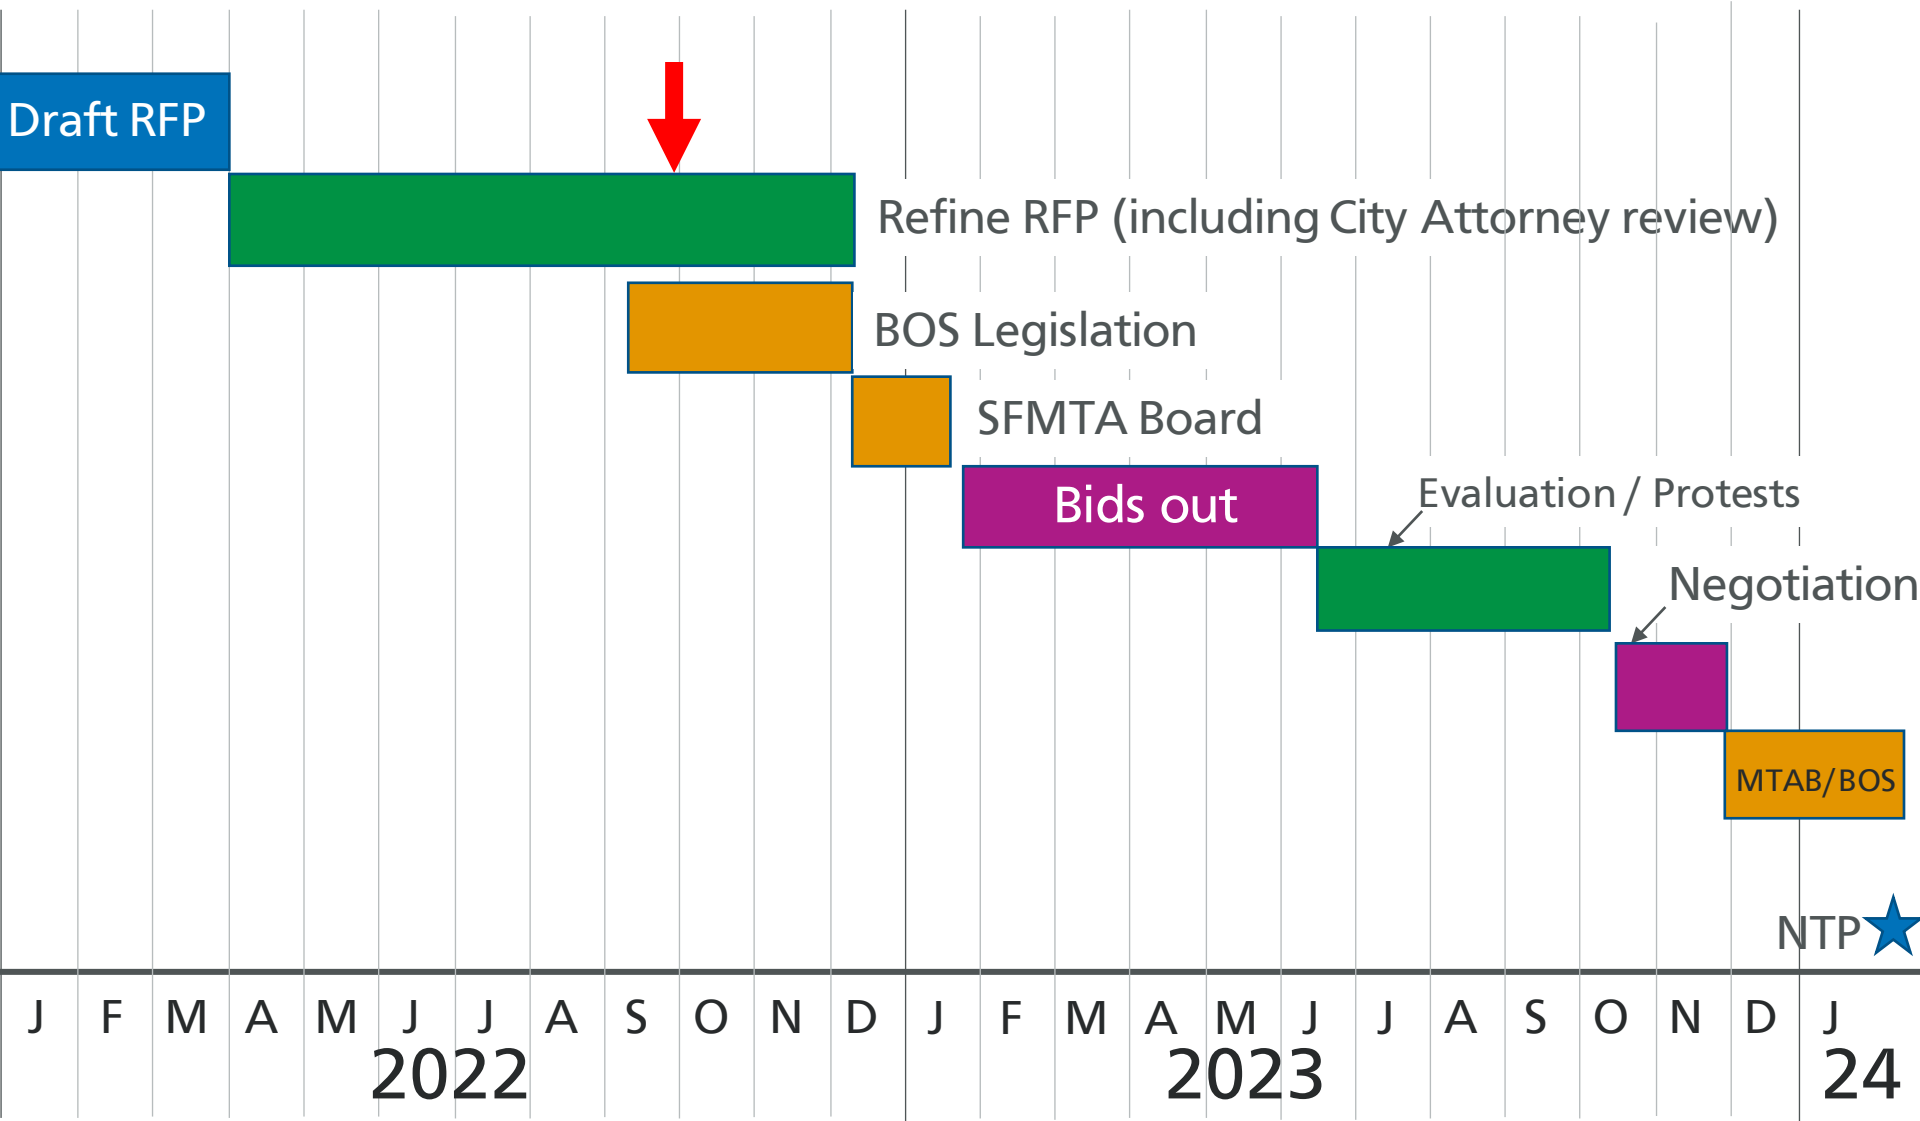 Draft RFP
Refine RFP (including City Attorney review)
BOS Legislation
SFMTA Board
Bids out
Evaluation / Protests
Negotiation
MTAB/BOS
NTP
J F M A M J J A S O N D J F M A M J J A S O N D J
2022 2023 24